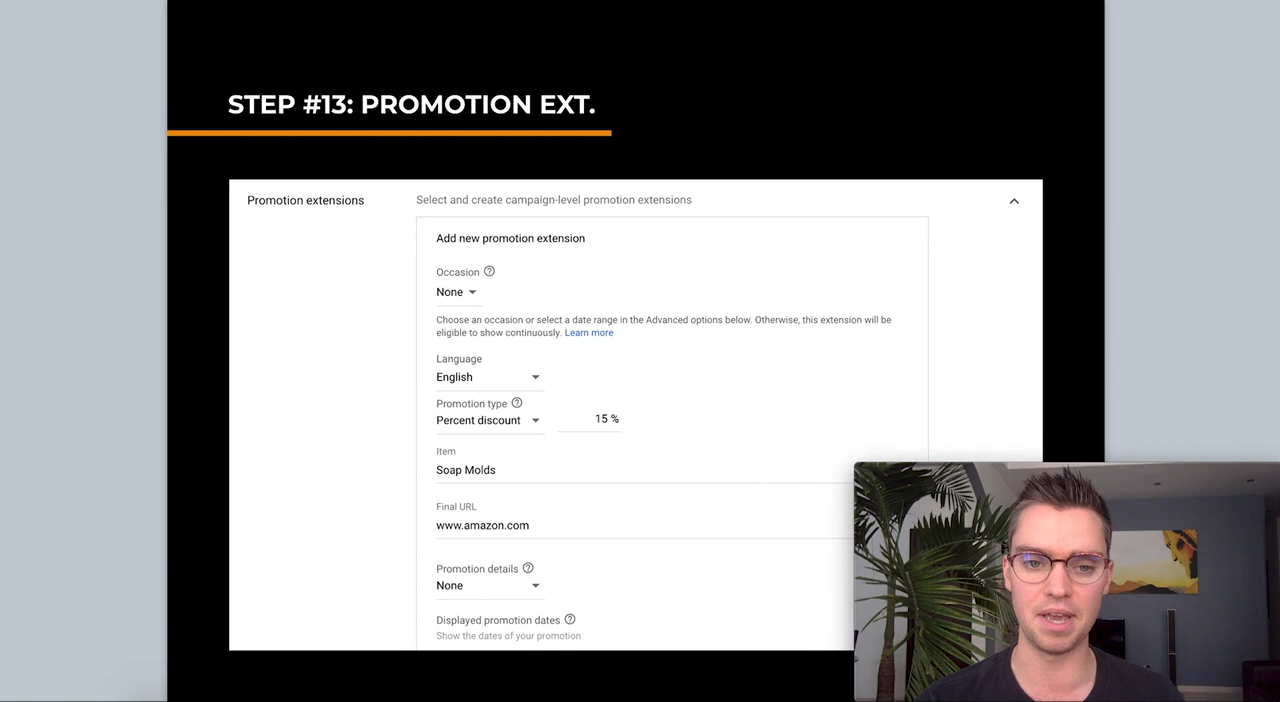 STEP #13: PROMOTION EXT.
Promotion extensions
Select and create campaign-level promotion extensions
Add new promotion extension
Occasion
None
Choose an occasion or select a date range in the Advanced options below. Otherwise, this extension will be
eligible to show continuously. Learn more
Language
English
Promotion type
Percent discount 15 %
Item
Soap Molds
Final URL
www.amazon.com
Promotion details
None
Displayed promotion dates
Show the dates of your promotion